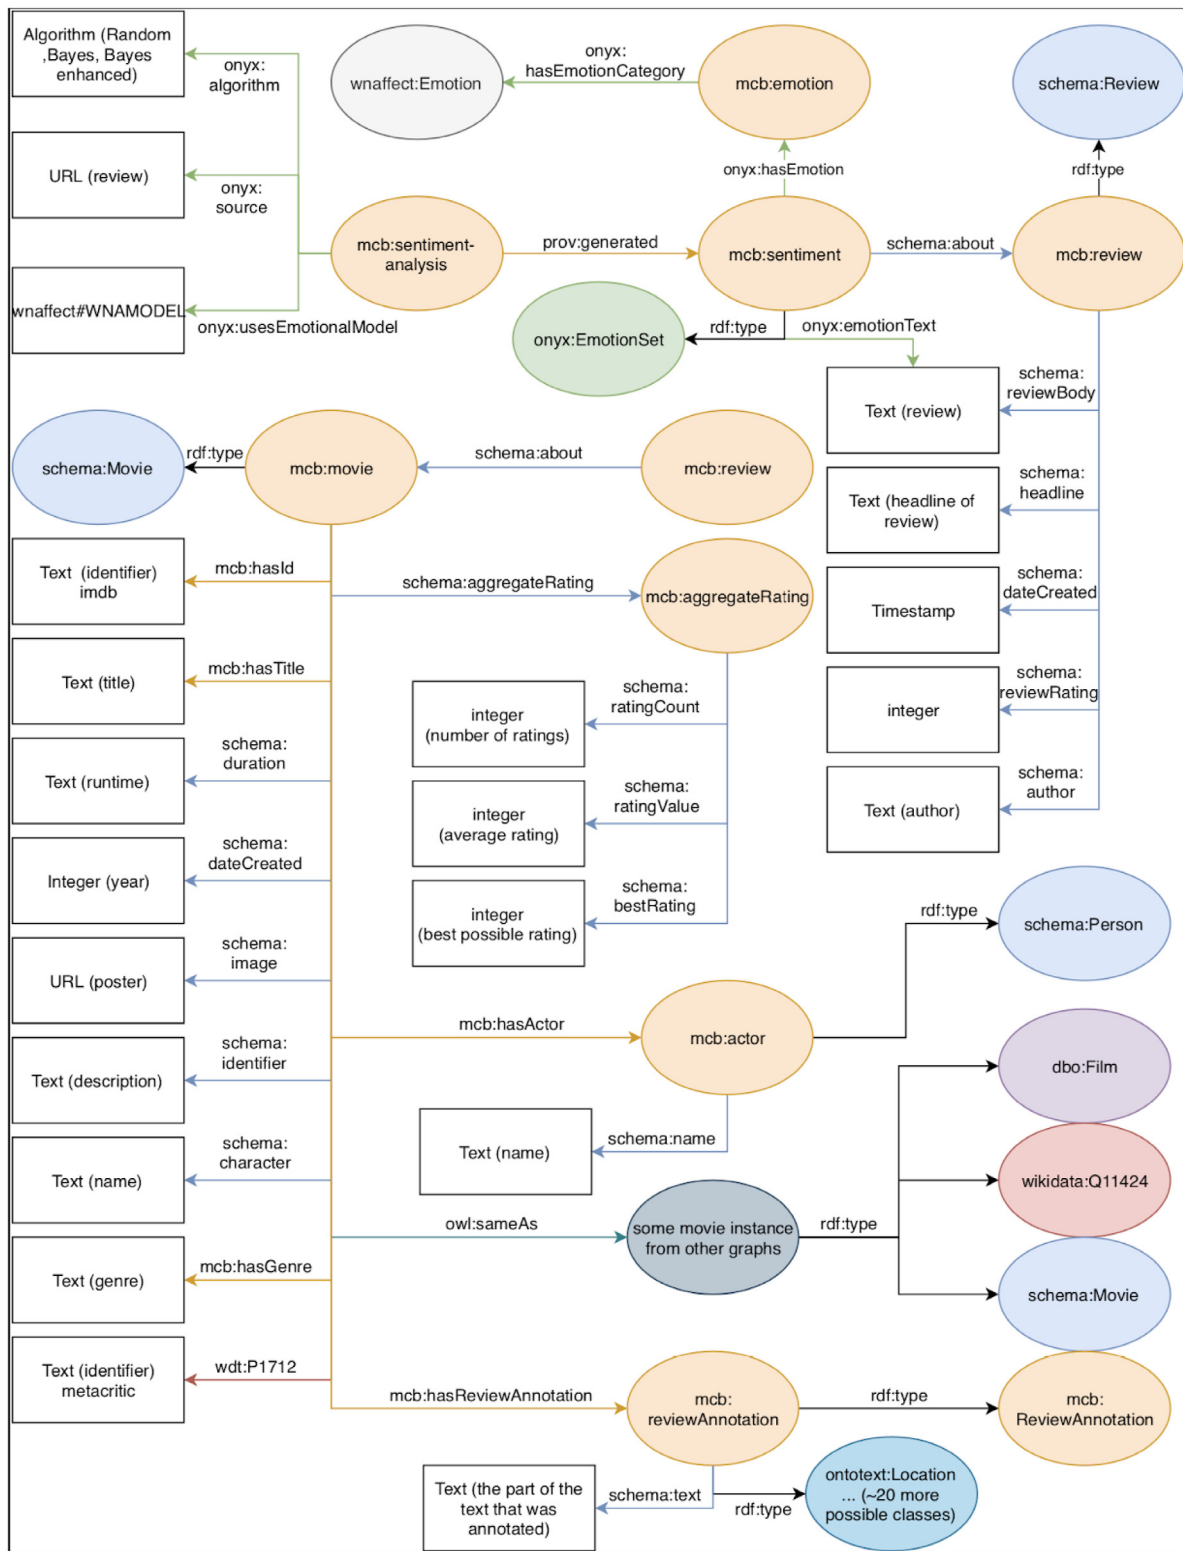 Algorithm (Random
,Bayes, Bayes
enhanced)
onyx:
algorithm
wnaffect:Emotion
onyx:
hasEmotionCategory
mcb:emotion
schema:Review
URL (review)
onyx:
source
onyx:hasEmotion
rdf:type
mcb:sentiment-
analysis
prov:generated
mcb:sentiment
schema:about
mcb:review
wnaffect#WNAMODEL
onyx:usesEmotionalModel
onyx:EmotionSet
rdf:type
onyx:emotionText
Text (review)
schema:
reviewBody
schema:Movie
rdf:type
mcb:movie
schema:about
mcb:review
Text (headline of
review)
schema:
headline
Text (identifier)
imdb
mcb:hasId
schema:aggregateRating
mcb:aggregateRating
Timestamp
schema:
dateCreated
Text (title)
mcb:hasTitle
integer
(number of ratings)
schema:
ratingCount
integer
schema:
reviewRating
Text (runtime)
schema:
duration
integer
(average rating)
schema:
ratingValue
Text (author)
schema:
author
Integer (year)
schema:
dateCreated
integer
(best possible rating)
schema:
bestRating
rdf:type
schema:Person
URL (poster)
schema:
image
mcb:hasActor
mcb:actor
dbo:Film
Text (description)
schema:
identifier
Text (name)
schema:name
Text (name)
schema:
character
wikidata:Q11424
owl:sameAs
some movie instance
from other graphs
rdf:type
Text (genre)
mcb:hasGenre
schema:Movie
Text (identifier)
metacritic
wdt:P1712
mcb:hasReviewAnnotation
mcb:
reviewAnnotation
rdf:type
mcb:
ReviewAnnotation
Text (the part of the
text that was
annotated)
schema:text
rdf:type
ontotext:Location
... (~20 more
possible classes)